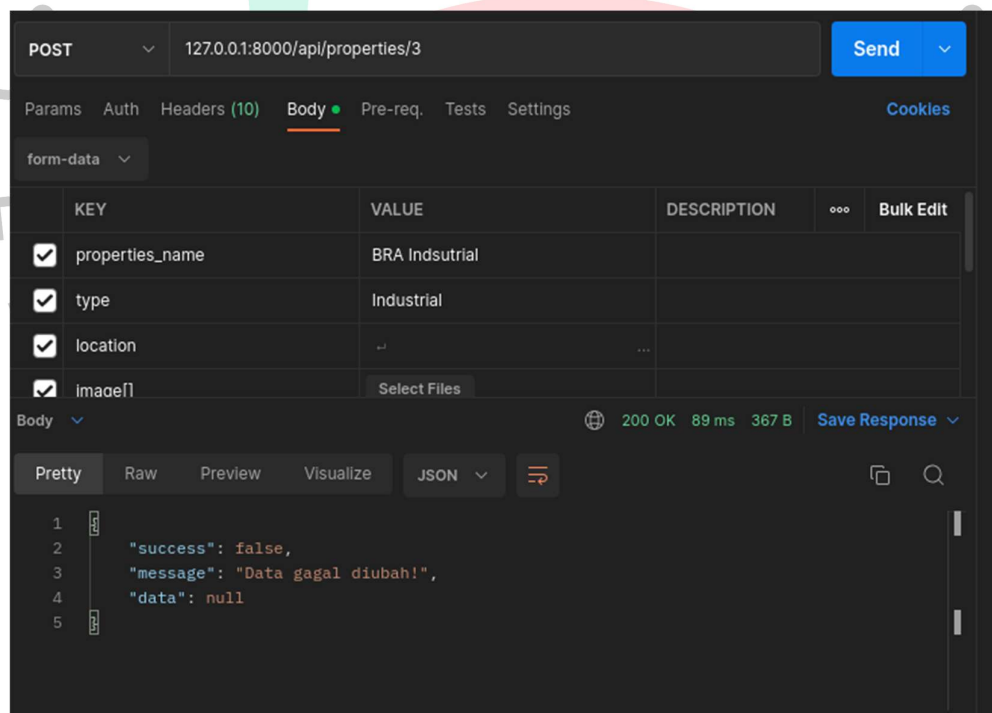 POST 127.0.0.1:8000/api/properties/3 Send
Params Auth Headers (10) Body Pre-req. Tests Settings Cookies
form-data
KEY VALUE DESCRIPTION Bulk Edit
properties_name BRA Indsutrial
type Industrial
location ↵ ...
image[] Select Files
Body 200 OK 89 ms 367 B Save Response
Pretty Raw Preview Visualize JSON
1 {
2 "success": false,
3 "message": "Data gagal diubah!",
4 "data": null
5 }